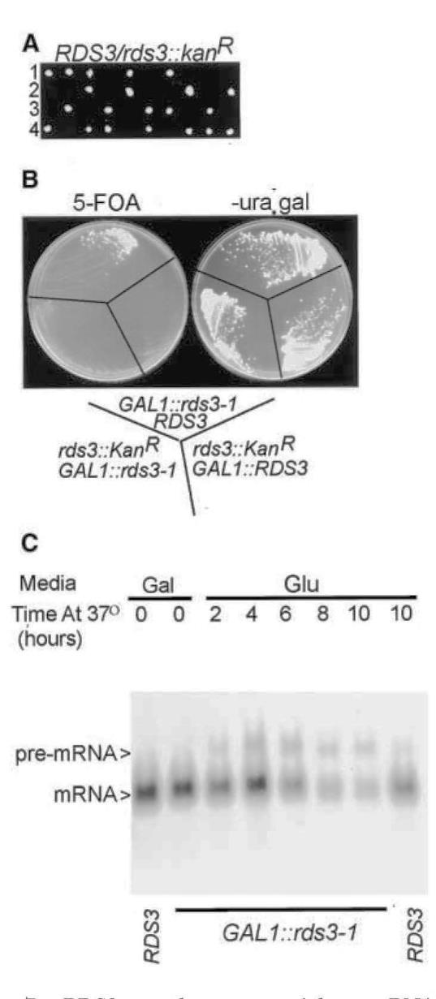 A
RDS3/rds3::kanR
1
2
3
4
B
5-FOA -ura gal
GAL1::rds3-1
RDS3
rds3::KanR rds3::KanR
GAL1::rds3-1 GAL1::RDS3
C
Media Gal Glu
Time At 37o 0 0 2 4 6 8 10 10
(hours)
pre-mRNA>
mRNA>
RDS3 GAL1::rds3-1 RDS3